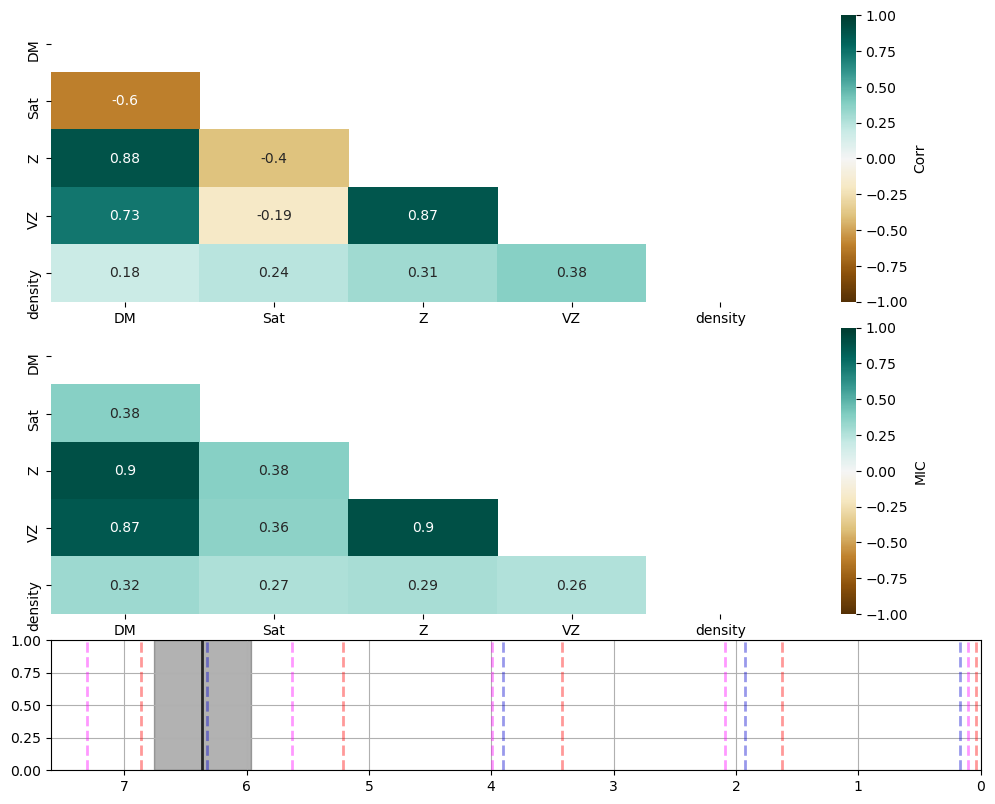 1.00
DM
0.75
Sat
-0.6
0.50
0.25
Z
0.88
-0.4
0.00
Corr
−0.25
VZ
0.73
-0.19
0.87
−0.50
density
0.18
0.24
0.31
0.38
−0.75
−1.00
DM
Sat
Z
VZ
density
1.00
DM
0.75
Sat
0.38
0.50
0.25
Z
0.9
0.38
0.00
MIC
−0.25
VZ
0.87
0.36
0.9
−0.50
density
0.32
0.27
0.29
0.26
−0.75
−1.00
DM
Sat
Z
VZ
density
1.00
0.75
0.50
0.25
0.00
7
6
5
4
3
2
1
0